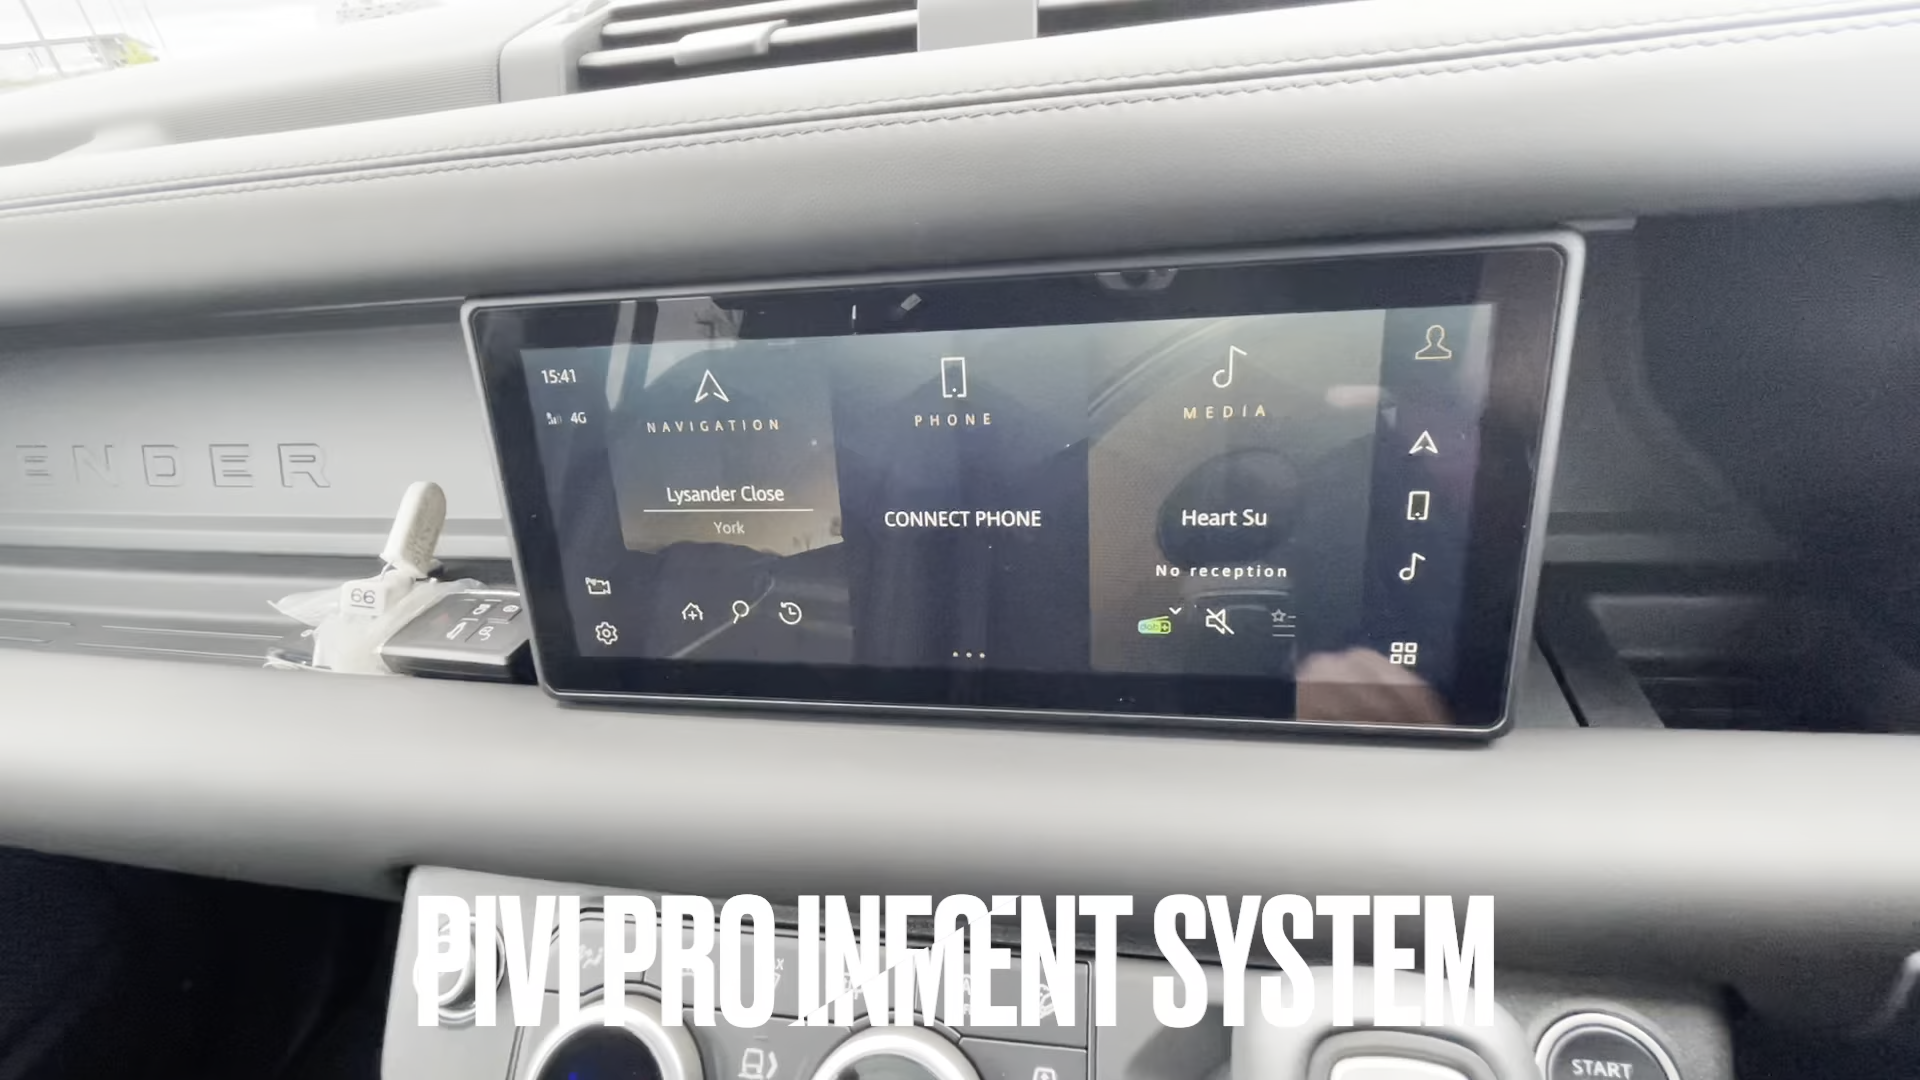 15:41
4G
NAVIGATION
Lysander Close
York
PHONE
CONNECT PHONE
MEDIA
Heart Su
No reception
ENDER
66
PIVI PRO INFOENT SYSTEM
START